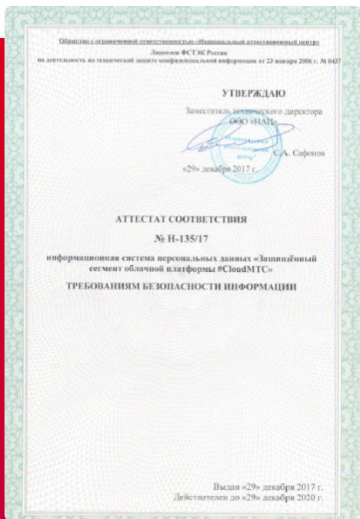 Общество с ограниченной ответственностью «Национальный аттестационный центр»
Лицензия ФСТЭК России
на деятельность по технической защите конфиденциальной информации от 23 января 2006 г. № 0437
УТВЕРЖДАЮ
Заместитель технического директора
ООО «НАЦ»
С.А. Сафонов
«29» декабря 2017 г.
АТТЕСТАТ СООТВЕТСТВИЯ
№ Н-135/17
информационная система персональных данных «Защищённый
сегмент облачной платформы #CloudМТС»
ТРЕБОВАНИЯМ БЕЗОПАСНОСТИ ИНФОРМАЦИИ
Выдан «29» декабря 2017 г.
Действителен до «29» декабря 2020 г.